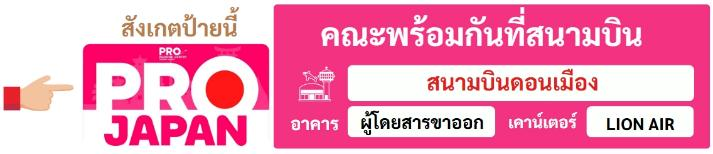 สังเกตป้ายนี้
PRO
PRO
JAPAN
คณะพร้อมกันที่สนามบิน
สนามบินดอนเมือง
อาคาร ผู้โดยสารขาออก เคาน์เตอร์ LION AIR